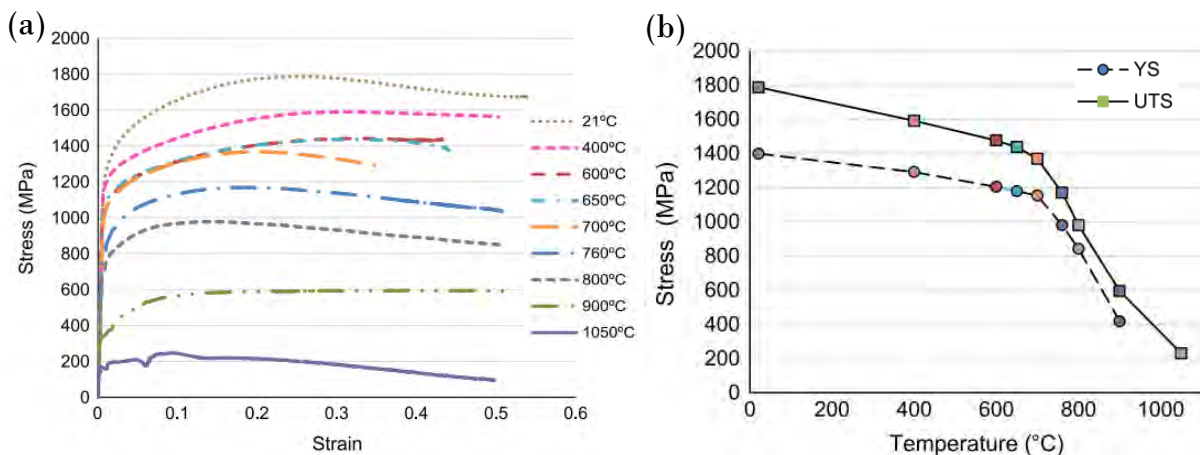 (a)
2000
1800
1600
1400
1200
1000
800
600
400
200
0
Stress (MPa)
0
0.1
0.2
0.3
0.4
0.5
0.6
Strain
21ºC
400ºC
600ºC
650ºC
700ºC
760ºC
800ºC
900ºC
1050ºC
(b)
2000
1800
1600
1400
1200
1000
800
600
400
200
0
Stress (MPa)
0
200
400
600
800
1000
Temperature (°C)
YS
UTS